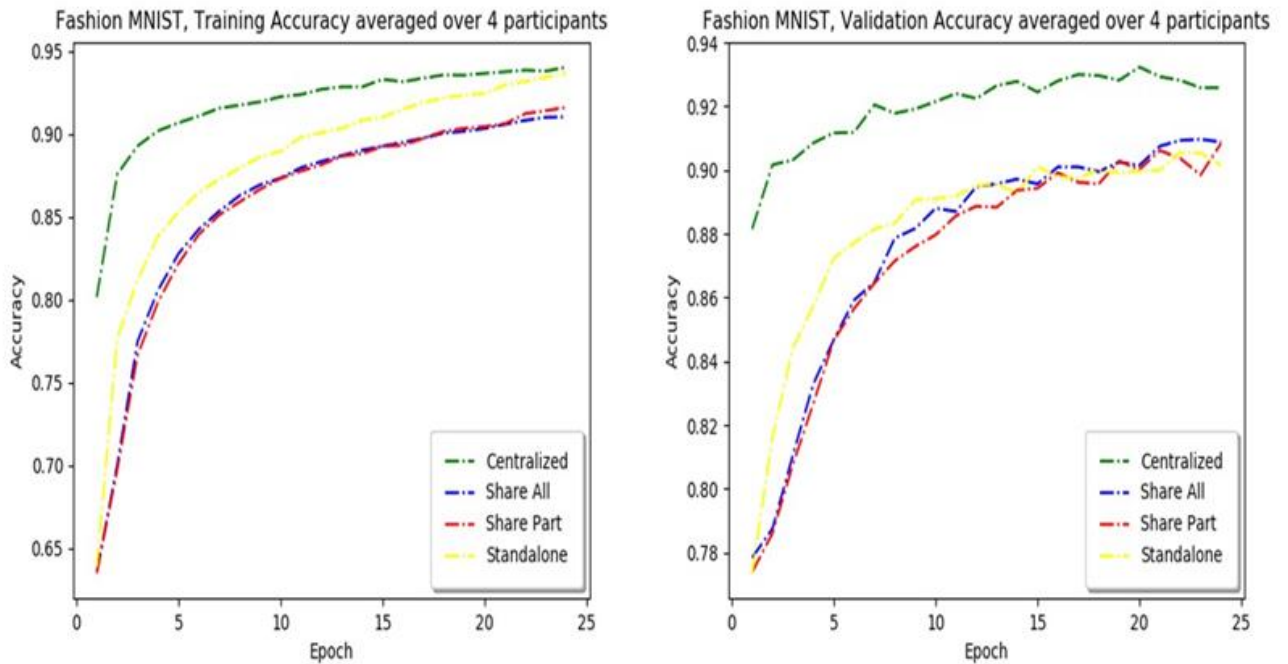 Fashion MNIST, Training Accuracy averaged over 4 participants
0.95
0.90
0.85
0.80
0.75
0.70
0.65
Accuracy
0
5
10
15
20
25
Epoch
Centralized
Share All
Share Part
Standalone
Fashion MNIST, Validation Accuracy averaged over 4 participants
0.94
0.92
0.90
0.88
0.86
0.84
0.82
0.80
0.78
Accuracy
0
5
10
15
20
25
Epoch
Centralized
Share All
Share Part
Standalone